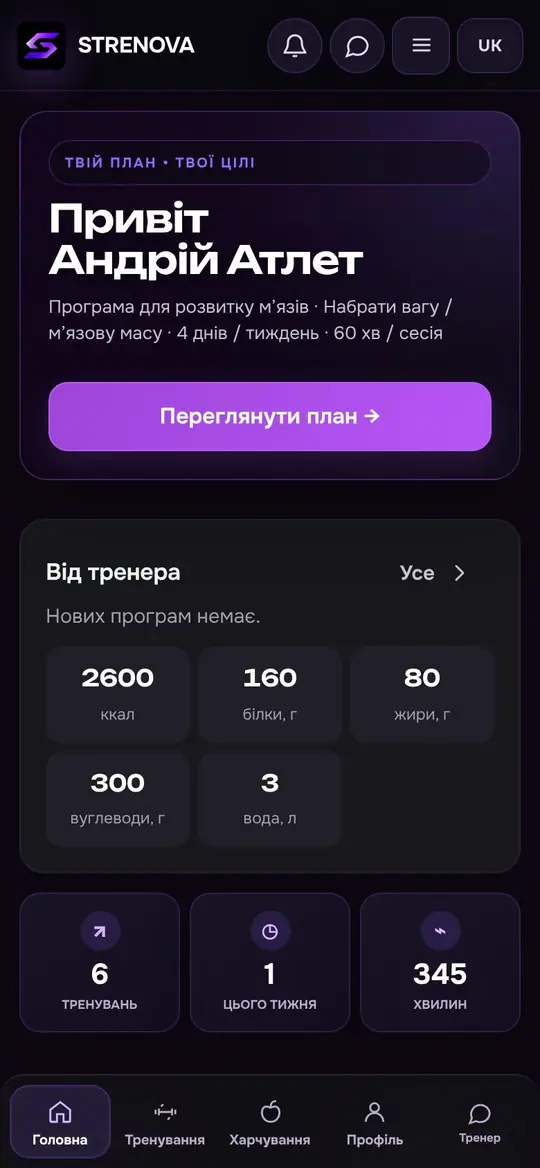 STRENOVA
UK
ТВІЙ ПЛАН • ТВОЇ ЦІЛІ
Привіт
Андрій Атлет
Програма для розвитку м’язів · Набрати вагу /
м’язову масу · 4 днів / тиждень · 60 хв / сесія
Переглянути план →
Від тренера
Усе
Нових програм немає.
2600
ккал
160
білки, г
80
жири, г
300
вуглеводи, г
3
вода, л
6
ТРЕНУВАНЬ
1
ЦЬОГО ТИЖНЯ
345
ХВИЛИН
Головна
Тренування
Харчування
Профіль
Тренер